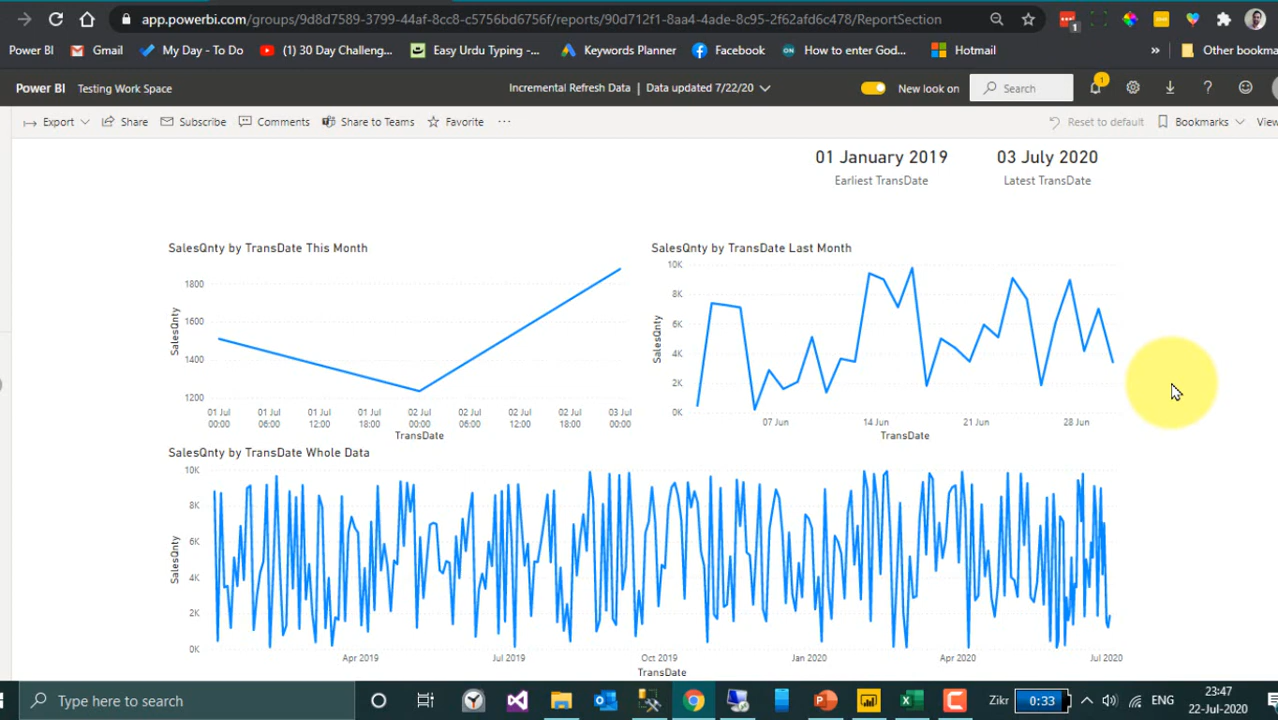 app.powerbi.com/groups/9d8d7589-3799-44af-8cc8-c5756bd6756f/reports/90d712f1-8aa4-4ade-8c95-2f62afd6c478/ReportSection
1
Power BI Gmail My Day - To Do (1) 30 Day Challeng... Easy Urdu Typing -... Keywords Planner Facebook ON How to enter God... Hotmail » Other bookma
Power BI Testing Work Space Incremental Refresh Data | Data updated 7/22/20 New look on Search 1 ?
Export Share Subscribe Comments Share to Teams Favorite ... Reset to default Bookmarks View
01 January 2019 03 July 2020
Earliest TransDate Latest TransDate
SalesQnty by TransDate This Month
SalesQnty
1800
1600
1400
1200
01 Jul 01 Jul 01 Jul 01 Jul 02 Jul 02 Jul 02 Jul 02 Jul 03 Jul
00:00 06:00 12:00 18:00 00:00 06:00 12:00 18:00 00:00
TransDate
SalesQnty by TransDate Last Month
SalesQnty
10K
8K
6K
4K
2K
0K
07 Jun 14 Jun 21 Jun 28 Jun
TransDate
SalesQnty by TransDate Whole Data
SalesQnty
10K
8K
6K
4K
2K
0K
Apr 2019 Jul 2019 Oct 2019 Jan 2020 Apr 2020 Jul 2020
TransDate
Type here to search
Zikr 0:33 ENG 23:47
22-Jul-2020